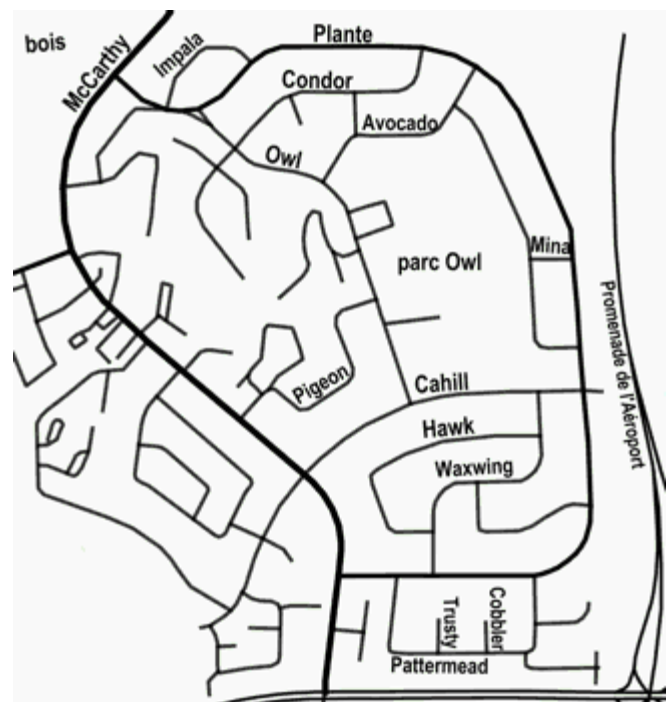 Plante
bois
Impala
McCarthy
Condor
Avocado
Owl
Mina
parc Owl
Promenade de l'Aéroport
Pigeon
Cahill
Hawk
Waxwing
Trusty
Cobbler
Pattermead